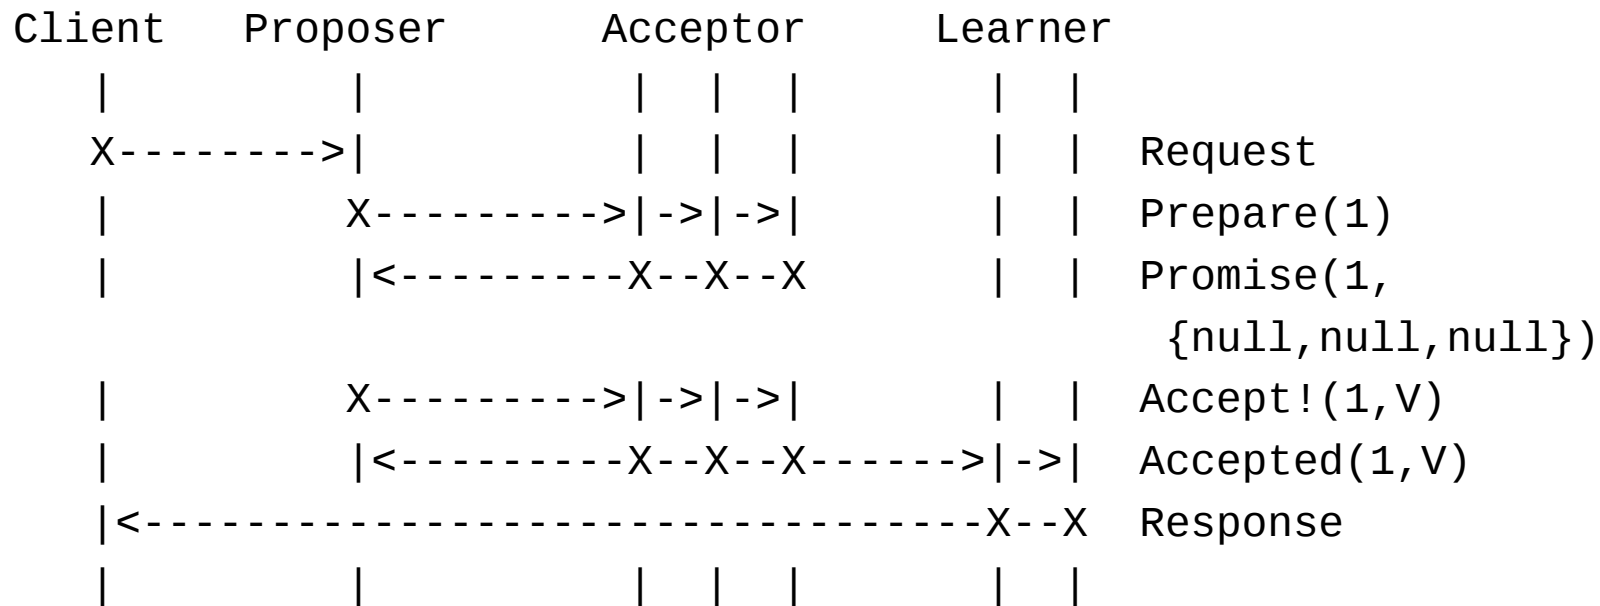 Client   Proposer      Acceptor     Learner
   |         |          |  |  |       |  |
   X-------->|          |  |  |       |  |  Request
   |         X--------->|->|->|       |  |  Prepare(1)
   |         |<---------X--X--X       |  |  Promise(1,
                                            {null,null,null})
   |         X--------->|->|->|       |  |  Accept!(1,V)
   |         |<---------X--X--X------>|->|  Accepted(1,V)
   |<---------------------------------X--X  Response
   |         |          |  |  |       |  |